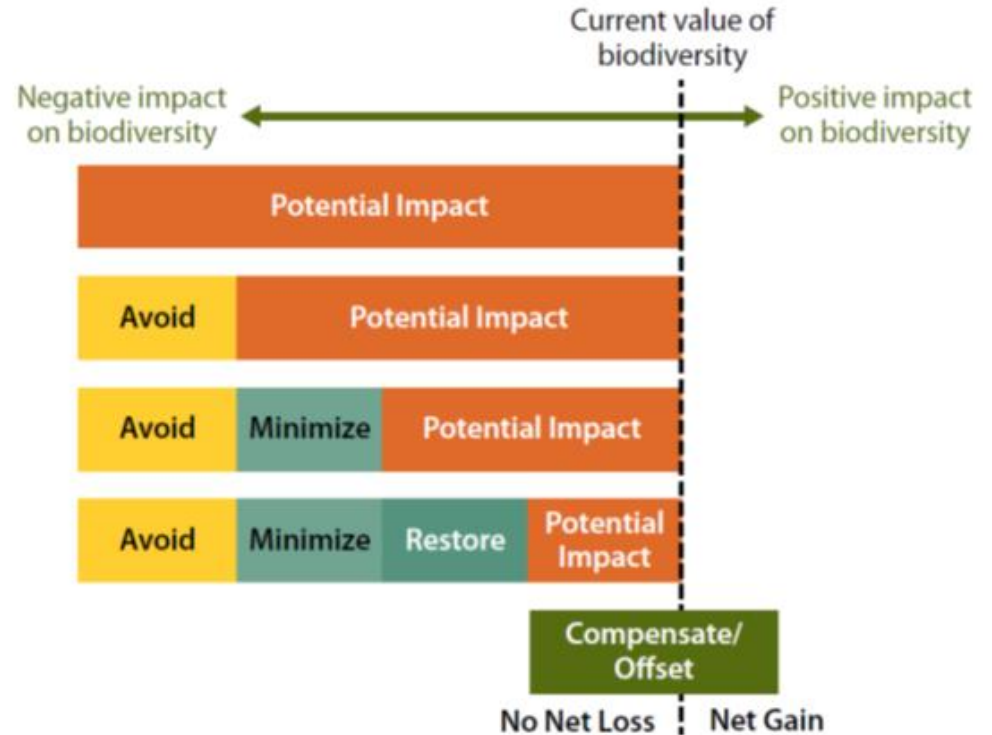 Current value of
biodiversity
Negative impact
on biodiversity
Positive impact
on biodiversity
Potential Impact
Avoid
Potential Impact
Avoid
Minimize
Potential Impact
Avoid
Minimize
Restore
Potential
Impact
Compensate/
Offset
No Net Loss
Net Gain